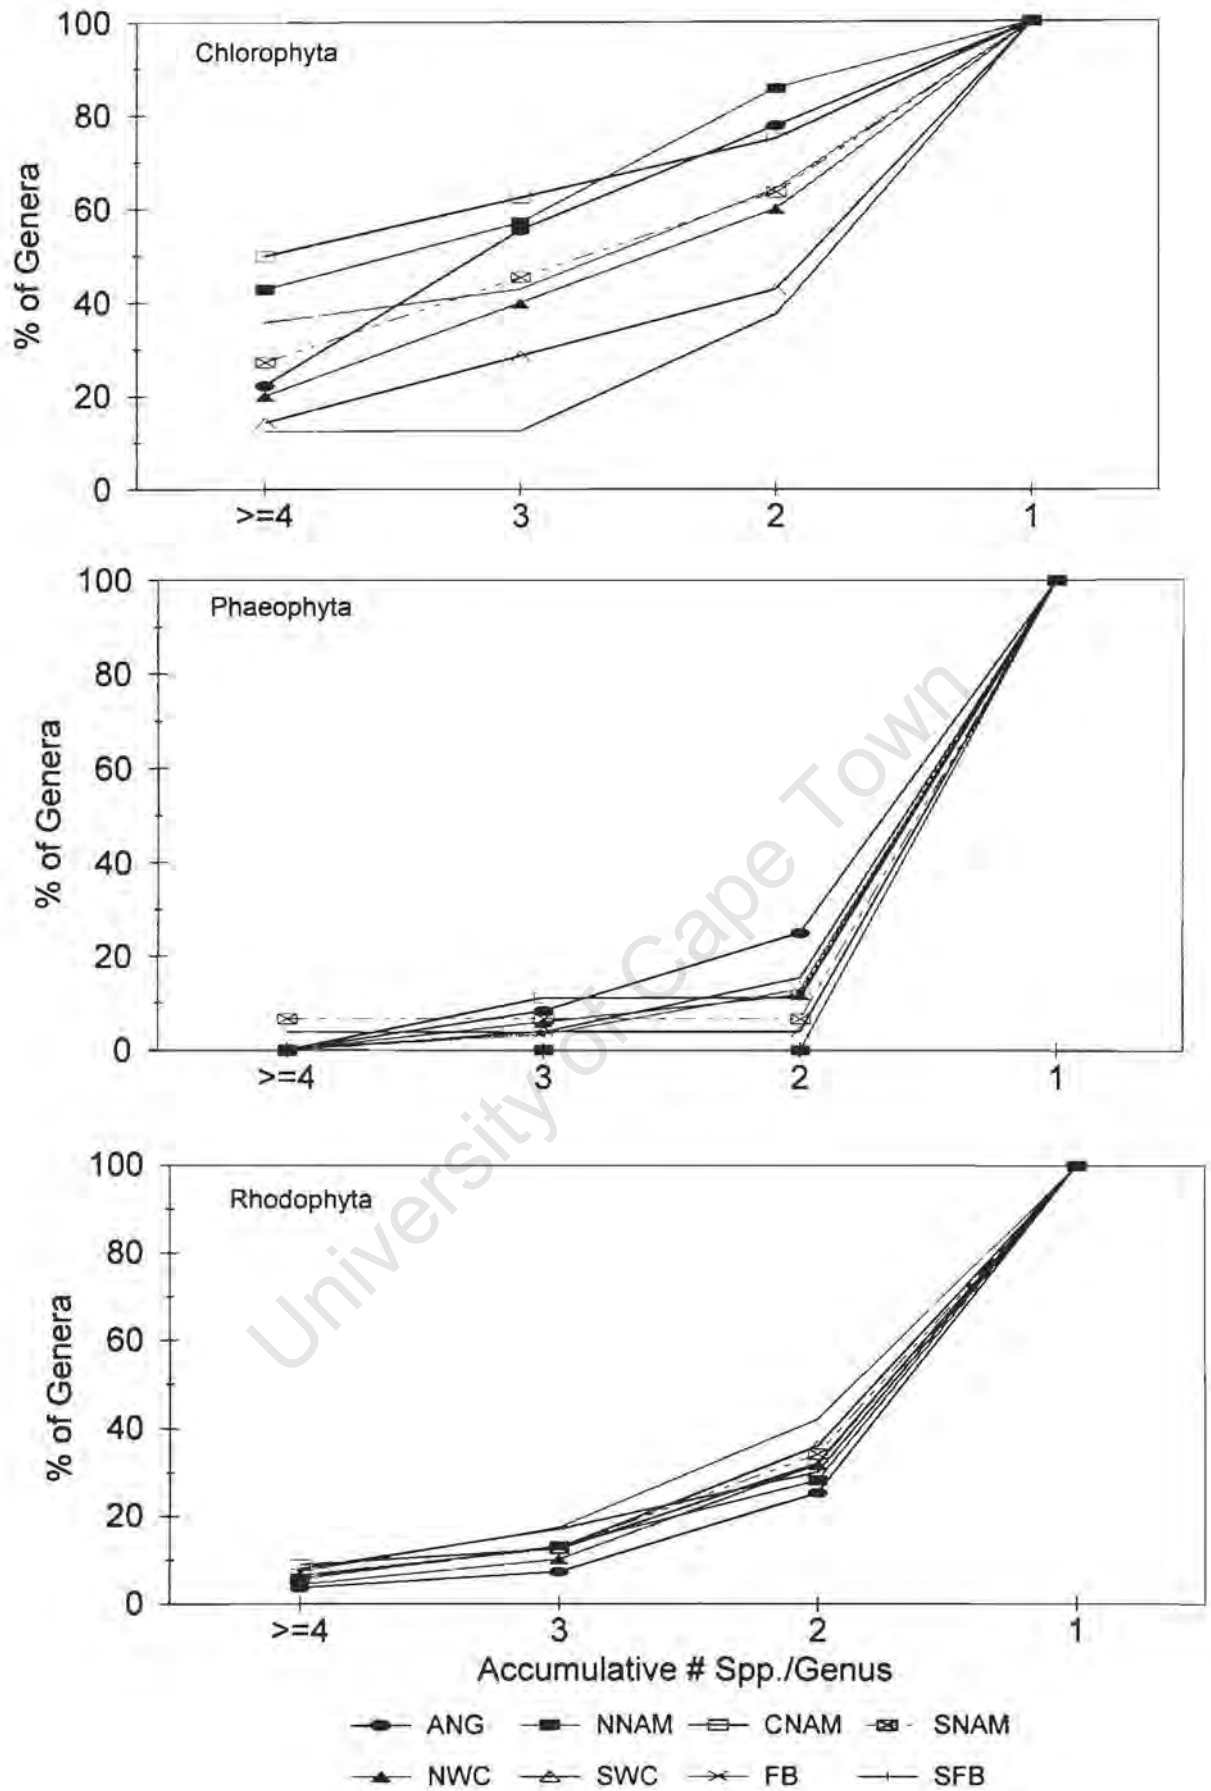 100
Chlorophyta
80
60
40
20
0
% of Genera
>=4 3 2 1
100
Phaeophyta
80
60
40
20
0
% of Genera
>=4 3 2 1
University of Cape Town
100
Rhodophyta
80
60
40
20
0
% of Genera
>=4 3 2 1
Accumulative # Spp./Genus
ANG NNAM CNAM SNAM
NWC SWC FB SFB